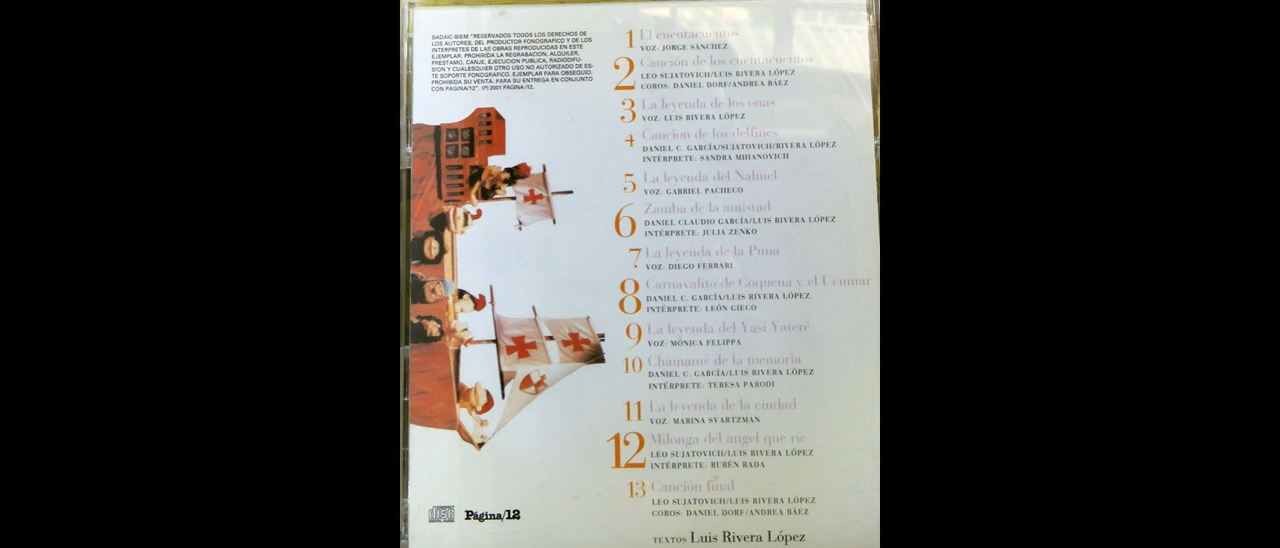 SADAIC-BIEM "RESERVADOS TODOS LOS DERECHOS DE
LOS AUTORES, DEL PRODUCTOR FONOGRAFICO Y DE LOS
INTERPRETES DE LAS OBRAS REPRODUCIDAS EN ESTE
EJEMPLAR. PROHIBIDA LA REGRABACION, ALQUILER,
PRESTAMO, CANJE, EJECUCION PUBLICA, RADIODIFU-
SION Y CUALESQUIER OTRO USO NO AUTORIZADO DE ES-
TE SOPORTE FONOGRAFICO. EJEMPLAR PARA OBSEQUIO.
PROHIBIDA SU VENTA. PARA SU ENTREGA EN CONJUNTO
CON PAGINA/12". (P) 2001 PAGINA /12.
1 El cuentacuentos
VOZ: JORGE SÁNCHEZ
2 Canción de los cuentacuentos
LEO SUJATOVICH/LUIS RIVERA LÓPEZ
COROS: DANIEL DORF/ANDREA BÁEZ
3 La leyenda de los onas
VOZ: LUIS RIVERA LÓPEZ
4 Cancion de los delfines
DANIEL C. GARCÍA/SUJATOVICH/RIVERA LÓPEZ
INTÉRPRETE: SANDRA MIHANOVICH
5 La leyenda del Nahuel
VOZ: GABRIEL PACHECO
6 Zamba de la amistad
DANIEL CLAUDIO GARCÍA/LUIS RIVERA LÓPEZ
INTÉRPRETE: JULIA ZENKO
7 La leyenda de la Puna
VOZ: DIEGO FERRARI
8 Carnavalito de Coquena y el Ucumar
DANIEL C. GARCÍA/LUIS RIVERA LÓPEZ
INTÉRPRETE: LEÓN GIECO
9 La leyenda del Yasí Yateré
VOZ: MÓNICA FELIPPA
10 Chamamé de la memoria
DANIEL C. GARCÍA/LUIS RIVERA LÓPEZ
INTÉRPRETE: TERESA PARODI
11 La leyenda de la ciudad
VOZ: MARINA SVARTZMAN
12 Milonga del angel que ríe
LEO SUJATOVICH/LUIS RIVERA LÓPEZ
INTÉRPRETE: RUBÉN RADA
13 Canción final
LEO SUJATOVICH/LUIS RIVERA LÓPEZ
COROS: DANIEL DORF/ANDREA BÁEZ
TEXTOS Luis Rivera López
COMPACT
disc
DIGITAL AUDIO
Página/12